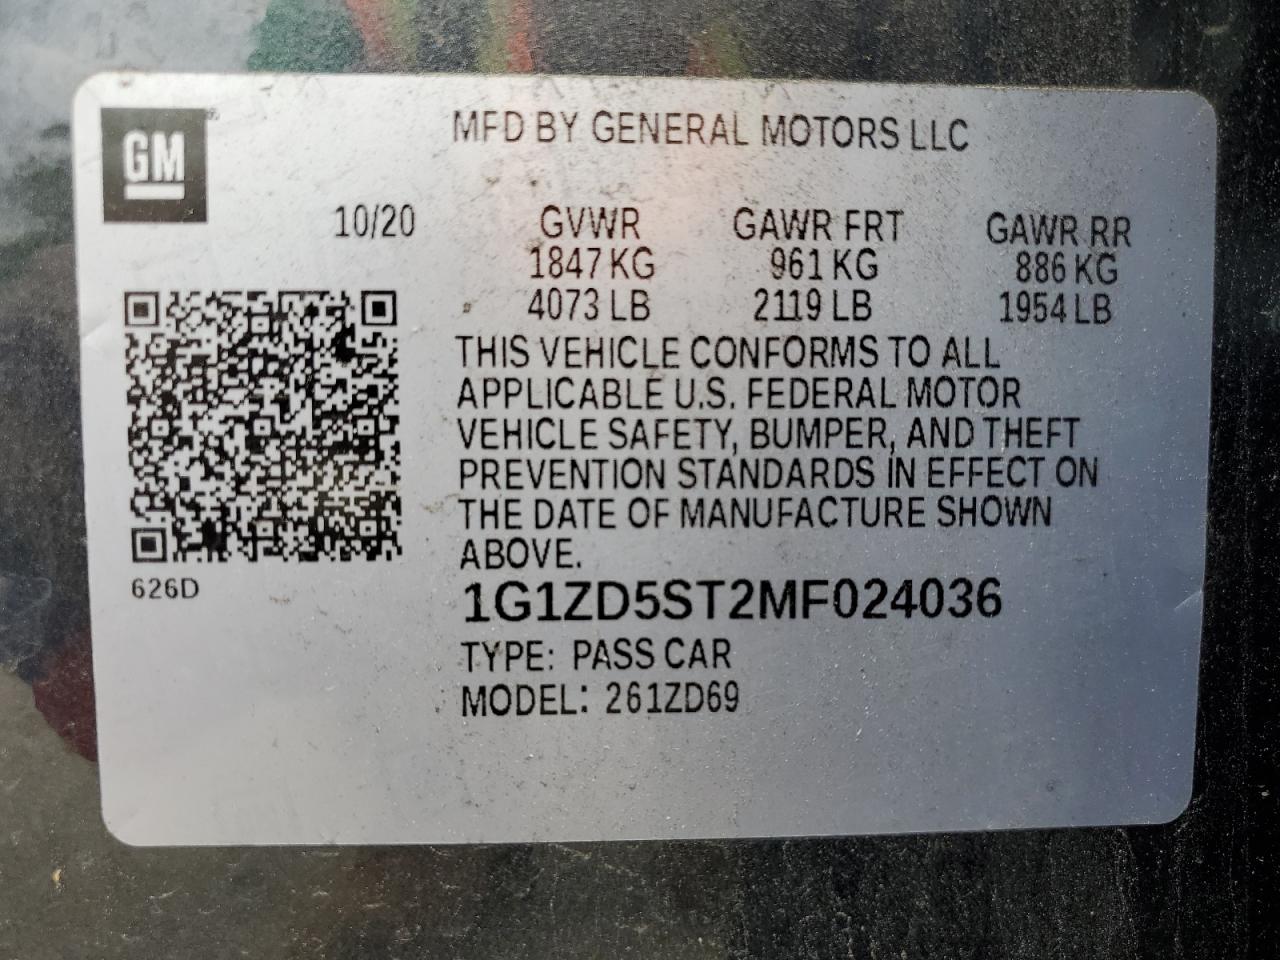 GM
MFD BY GENERAL MOTORS LLC
10/20 GVWR GAWR FRT GAWR RR
1847 KG 961 KG 886 KG
4073 LB 2119 LB 1954 LB
THIS VEHICLE CONFORMS TO ALL
APPLICABLE U.S. FEDERAL MOTOR
VEHICLE SAFETY, BUMPER, AND THEFT
PREVENTION STANDARDS IN EFFECT ON
THE DATE OF MANUFACTURE SHOWN
ABOVE.
626D
1G1ZD5ST2MF024036
TYPE: PASS CAR
MODEL: 261ZD69